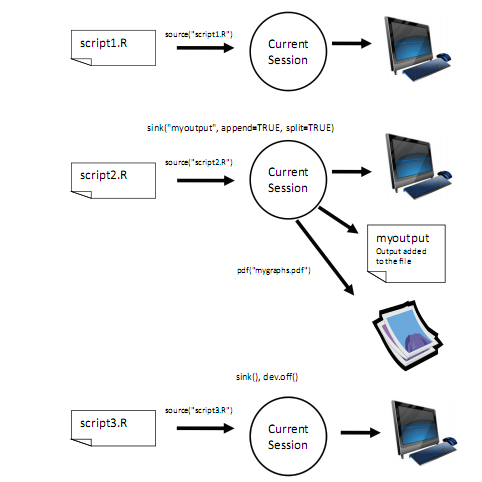 script1.R
source("script1.R")
Current
Session
sink("myoutput", append=TRUE, split=TRUE)
script2.R
source("script2.R")
Current
Session
myoutput
Output added
to the file
pdf("mygraphs.pdf")
sink(), dev.off()
script3.R
source("script3.R")
Current
Session